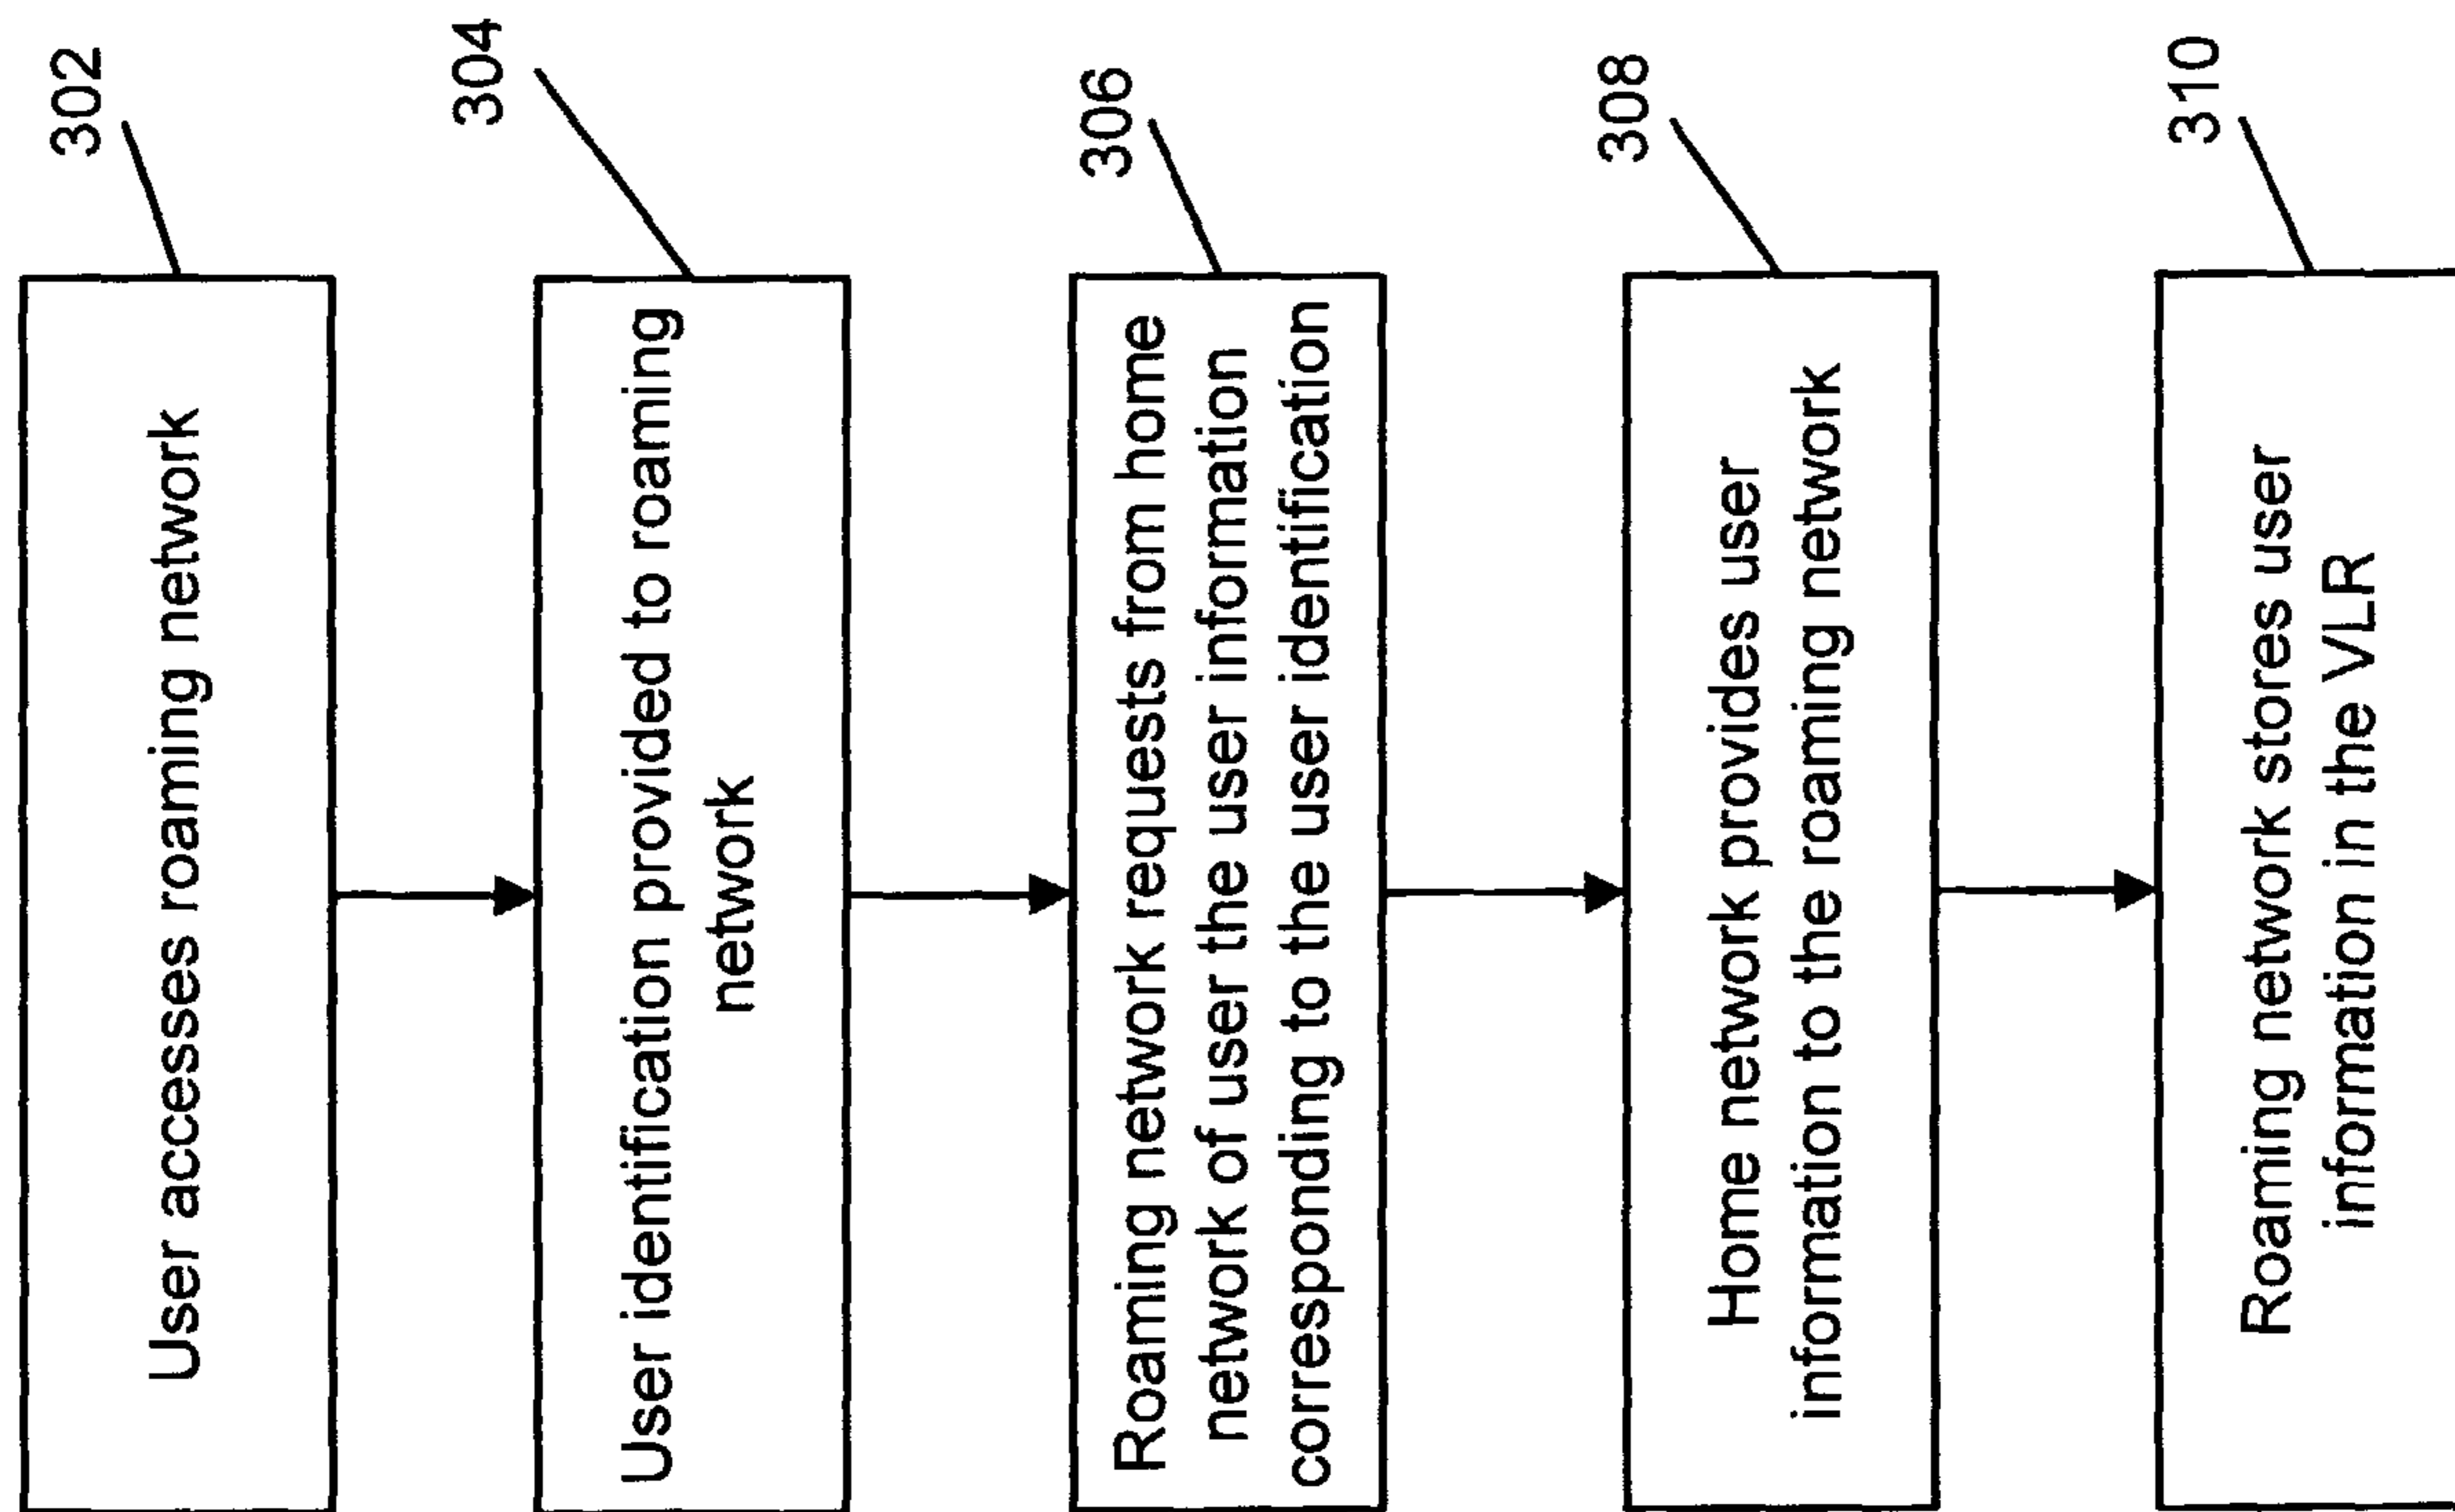 302
User accesses roaming network
304
User identification provided to roaming
network
306
Roaming network requests from home
network of user the user information
corresponding to the user identification
308
Home network provides user
information to the roaming network
310
Roaming network stores user
information in the VLR